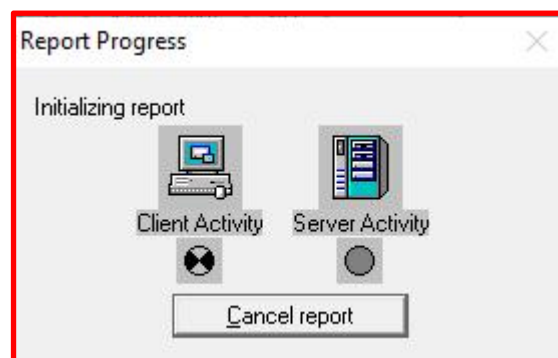 Report Progress
Initializing report
Client Activity Server Activity
Cancel report